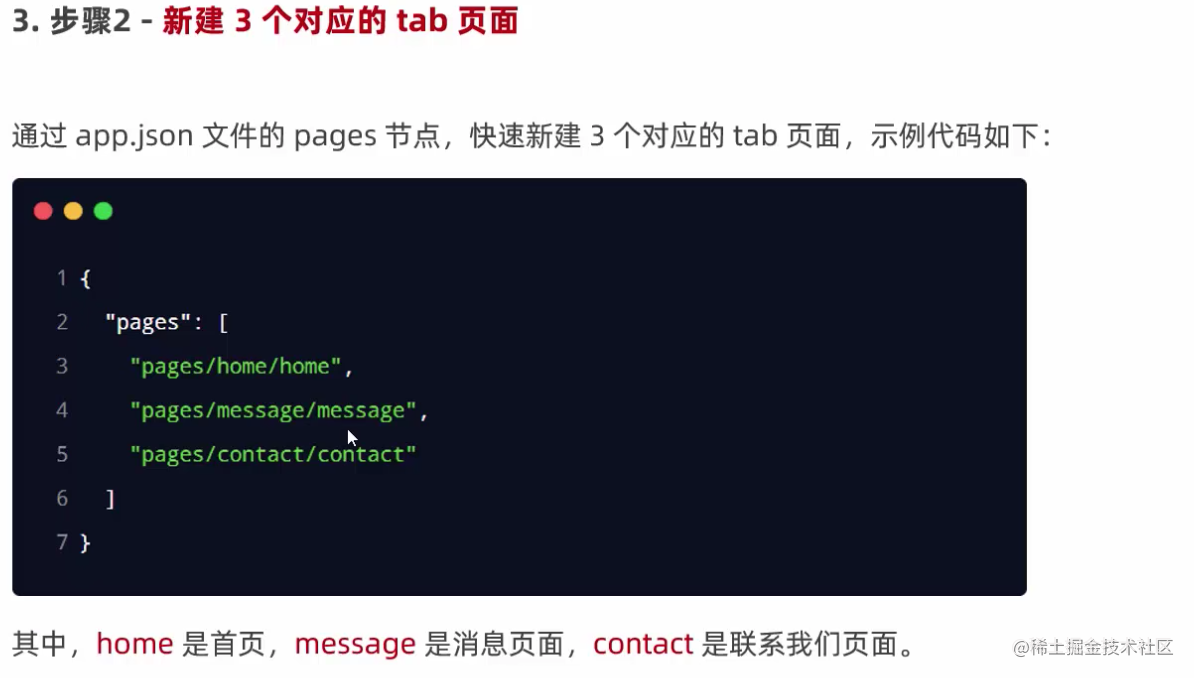 3. 步骤2 - 新建 3 个对应的 tab 页面
通过 app.json 文件的 pages 节点，快速新建 3 个对应的 tab 页面，示例代码如下：
1 {
2   "pages": [
3     "pages/home/home",
4     "pages/message/message",
5     "pages/contact/contact"
6   ]
7 }
其中，home 是首页，message 是消息页面，contact 是联系我们页面。
@稀土掘金技术社区